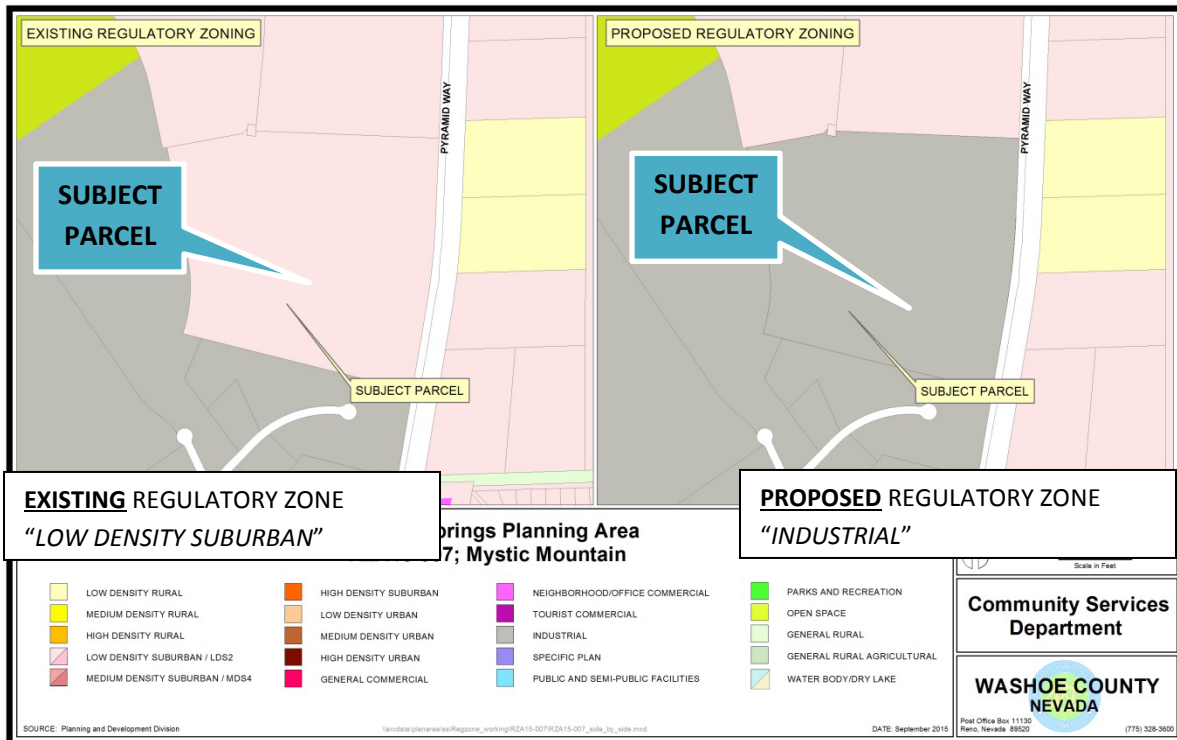 EXISTING REGULATORY ZONING
PYRAMID WAY
SUBJECT
PARCEL
SUBJECT PARCEL
PROPOSED REGULATORY ZONING
PYRAMID WAY
SUBJECT
PARCEL
SUBJECT PARCEL
EXISTING REGULATORY ZONE
“LOW DENSITY SUBURBAN”
PROPOSED REGULATORY ZONE
“INDUSTRIAL”
Planning Area
Mystic Mountain
Scale in Feet
LOW DENSITY RURAL
MEDIUM DENSITY RURAL
HIGH DENSITY RURAL
LOW DENSITY SUBURBAN / LDS2
MEDIUM DENSITY SUBURBAN / MDS4
HIGH DENSITY SUBURBAN
LOW DENSITY URBAN
MEDIUM DENSITY URBAN
HIGH DENSITY URBAN
GENERAL COMMERCIAL
NEIGHBORHOOD/OFFICE COMMERCIAL
TOURIST COMMERCIAL
INDUSTRIAL
SPECIFIC PLAN
PUBLIC AND SEMI-PUBLIC FACILITIES
PARKS AND RECREATION
OPEN SPACE
GENERAL RURAL
GENERAL RURAL AGRICULTURAL
WATER BODY/DRY LAKE
Community Services
Department
WASHOE COUNTY
NEVADA
Post Office Box 11130
Reno, Nevada 89520
(775) 328-3600
SOURCE: Planning and Development Division
DATE: September 2015